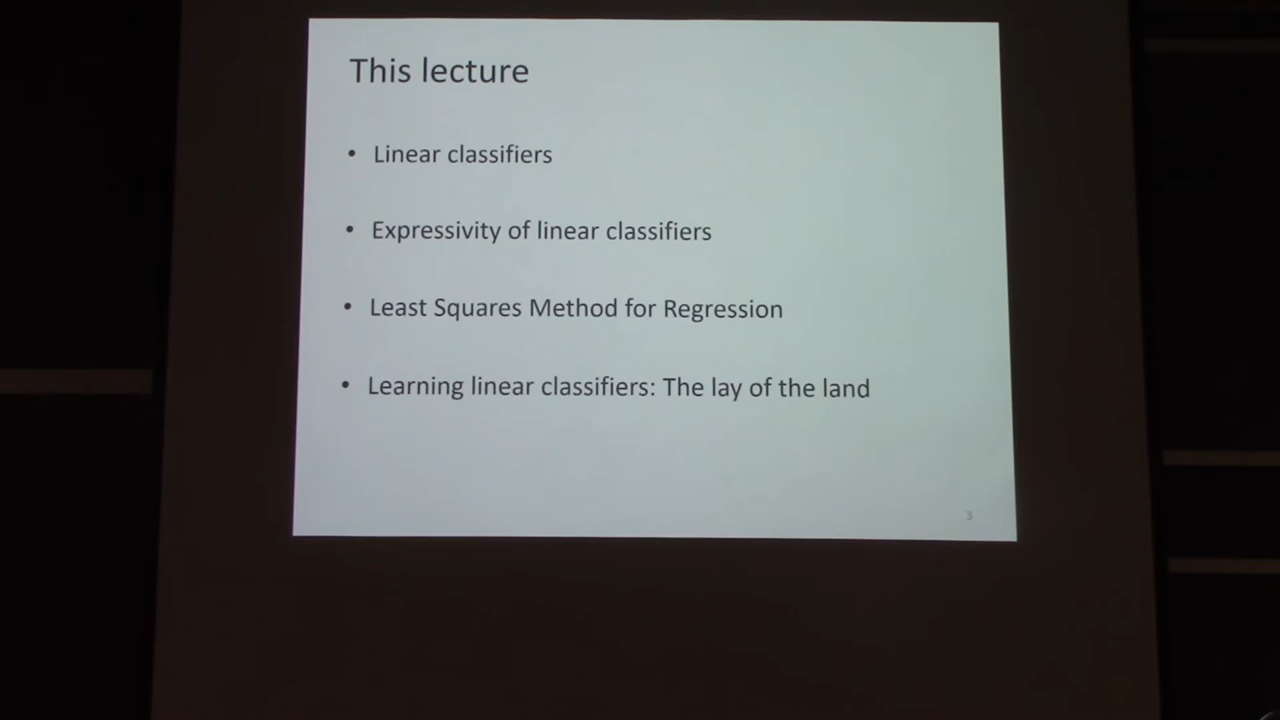 This lecture
• Linear classifiers
• Expressivity of linear classifiers
• Least Squares Method for Regression
• Learning linear classifiers: The lay of the land
3